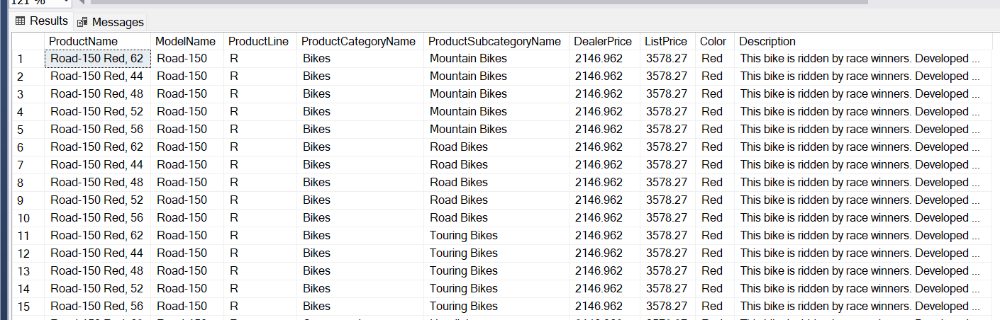 121 %
Results Messages
ProductName ModelName ProductLine ProductCategoryName ProductSubcategoryName DealerPrice ListPrice Color Description
1 Road-150 Red, 62 Road-150 R Bikes Mountain Bikes 2146.962 3578.27 Red This bike is ridden by race winners. Developed ...
2 Road-150 Red, 44 Road-150 R Bikes Mountain Bikes 2146.962 3578.27 Red This bike is ridden by race winners. Developed ...
3 Road-150 Red, 48 Road-150 R Bikes Mountain Bikes 2146.962 3578.27 Red This bike is ridden by race winners. Developed ...
4 Road-150 Red, 52 Road-150 R Bikes Mountain Bikes 2146.962 3578.27 Red This bike is ridden by race winners. Developed ...
5 Road-150 Red, 56 Road-150 R Bikes Mountain Bikes 2146.962 3578.27 Red This bike is ridden by race winners. Developed ...
6 Road-150 Red, 62 Road-150 R Bikes Road Bikes 2146.962 3578.27 Red This bike is ridden by race winners. Developed ...
7 Road-150 Red, 44 Road-150 R Bikes Road Bikes 2146.962 3578.27 Red This bike is ridden by race winners. Developed ...
8 Road-150 Red, 48 Road-150 R Bikes Road Bikes 2146.962 3578.27 Red This bike is ridden by race winners. Developed ...
9 Road-150 Red, 52 Road-150 R Bikes Road Bikes 2146.962 3578.27 Red This bike is ridden by race winners. Developed ...
10 Road-150 Red, 56 Road-150 R Bikes Road Bikes 2146.962 3578.27 Red This bike is ridden by race winners. Developed ...
11 Road-150 Red, 62 Road-150 R Bikes Touring Bikes 2146.962 3578.27 Red This bike is ridden by race winners. Developed ...
12 Road-150 Red, 44 Road-150 R Bikes Touring Bikes 2146.962 3578.27 Red This bike is ridden by race winners. Developed ...
13 Road-150 Red, 48 Road-150 R Bikes Touring Bikes 2146.962 3578.27 Red This bike is ridden by race winners. Developed ...
14 Road-150 Red, 52 Road-150 R Bikes Touring Bikes 2146.962 3578.27 Red This bike is ridden by race winners. Developed ...
15 Road-150 Red, 56 Road-150 R Bikes Touring Bikes 2146.962 3578.27 Red This bike is ridden by race winners. Developed ...